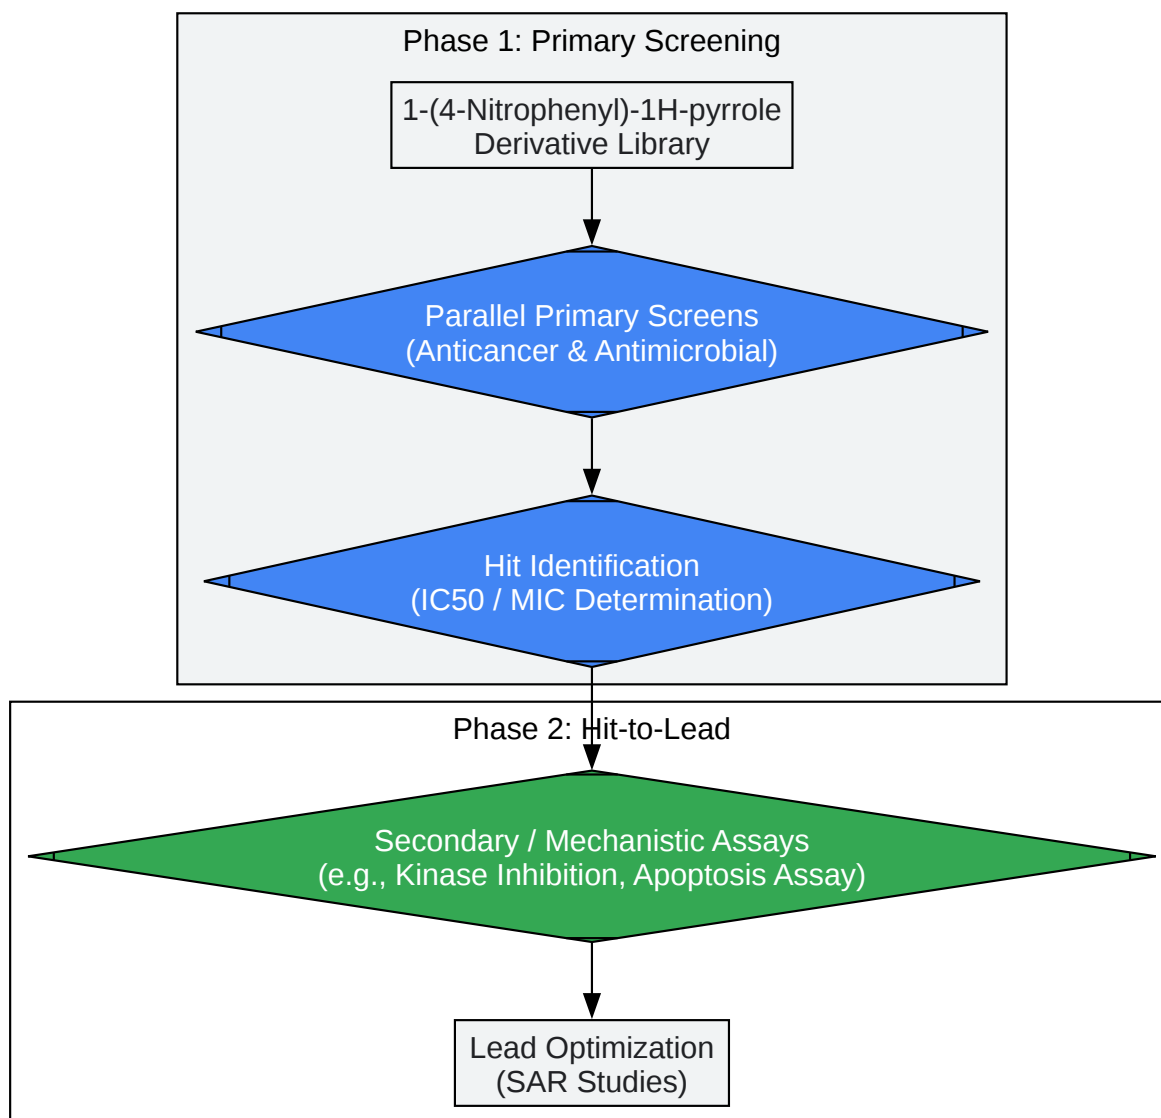 Phase 1: Primary Screening
1-(4-Nitrophenyl)-1H-pyrrole
Derivative Library
Parallel Primary Screens
(Anticancer & Antimicrobial)
Hit Identification
(IC50 / MIC Determination)
Phase 2: Hit-to-Lead
Secondary / Mechanistic Assays
(e.g., Kinase Inhibition, Apoptosis Assay)
Lead Optimization
(SAR Studies)